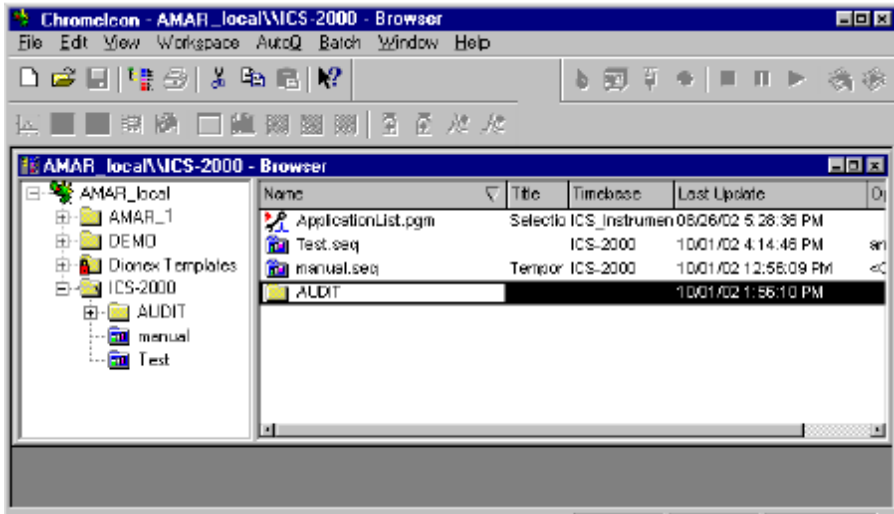 Chromeleon - AMAR_local\\ICS-2000 - Browser
File Edit View Workspace AutoQ Batch Window Help
AMAR_local\\ICS-2000 - Browser
AMAR_local
AMAR_1
DEMO
Dionex Templates
ICS-2000
AUDIT
manual
Test
Name Title Timebase Last Update O
ApplicationList.pgm Selectio ICS_Instrumen 06/26/02 5:28:36 PM
Test.seq ICS-2000 10/01/02 4:14:46 PM
manual.seq Tempor ICS-2000 10/01/02 12:56:09 PM
AUDIT 10/01/02 1:56:10 PM